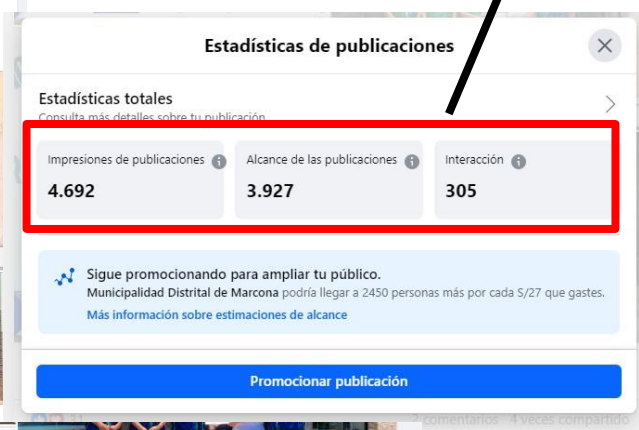 Estadísticas de publicaciones
Estadísticas totales
Consulta más detalles sobre tu publicación
Impresiones de publicaciones
4.692
Alcance de las publicaciones
3.927
Interacción
305
Sigue promocionando para ampliar tu público.
Municipalidad Distrital de Marcona podría llegar a 2450 personas más por cada S/27 que gastes.
Más información sobre estimaciones de alcance
Promocionar publicación
31
2 comentarios 4 veces compartido